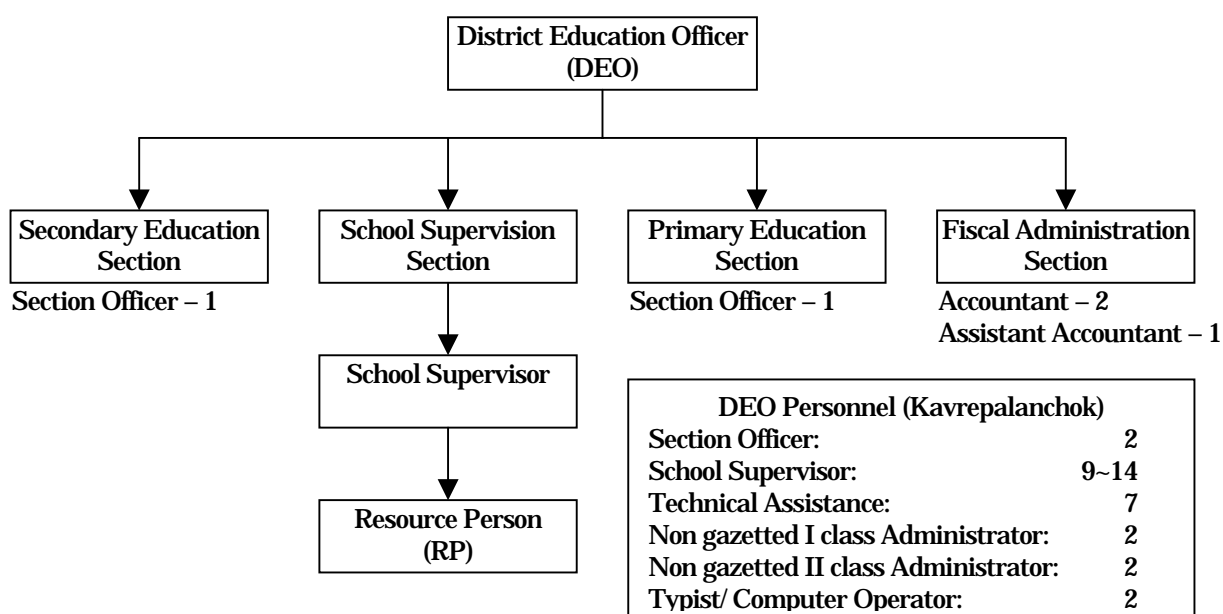 District Education Officer
(DEO)
Secondary Education
Section
Section Officer – 1
School Supervision
Section
Primary Education
Section
Section Officer – 1
Fiscal Administration
Section
Accountant – 2
Assistant Accountant – 1
School Supervisor
Resource Person
(RP)
DEO Personnel (Kavrepalanchok)
Section Officer: 2
School Supervisor: 9~14
Technical Assistance: 7
Non gazetted I class Administrator: 2
Non gazetted II class Administrator: 2
Typist/ Computer Operator: 2